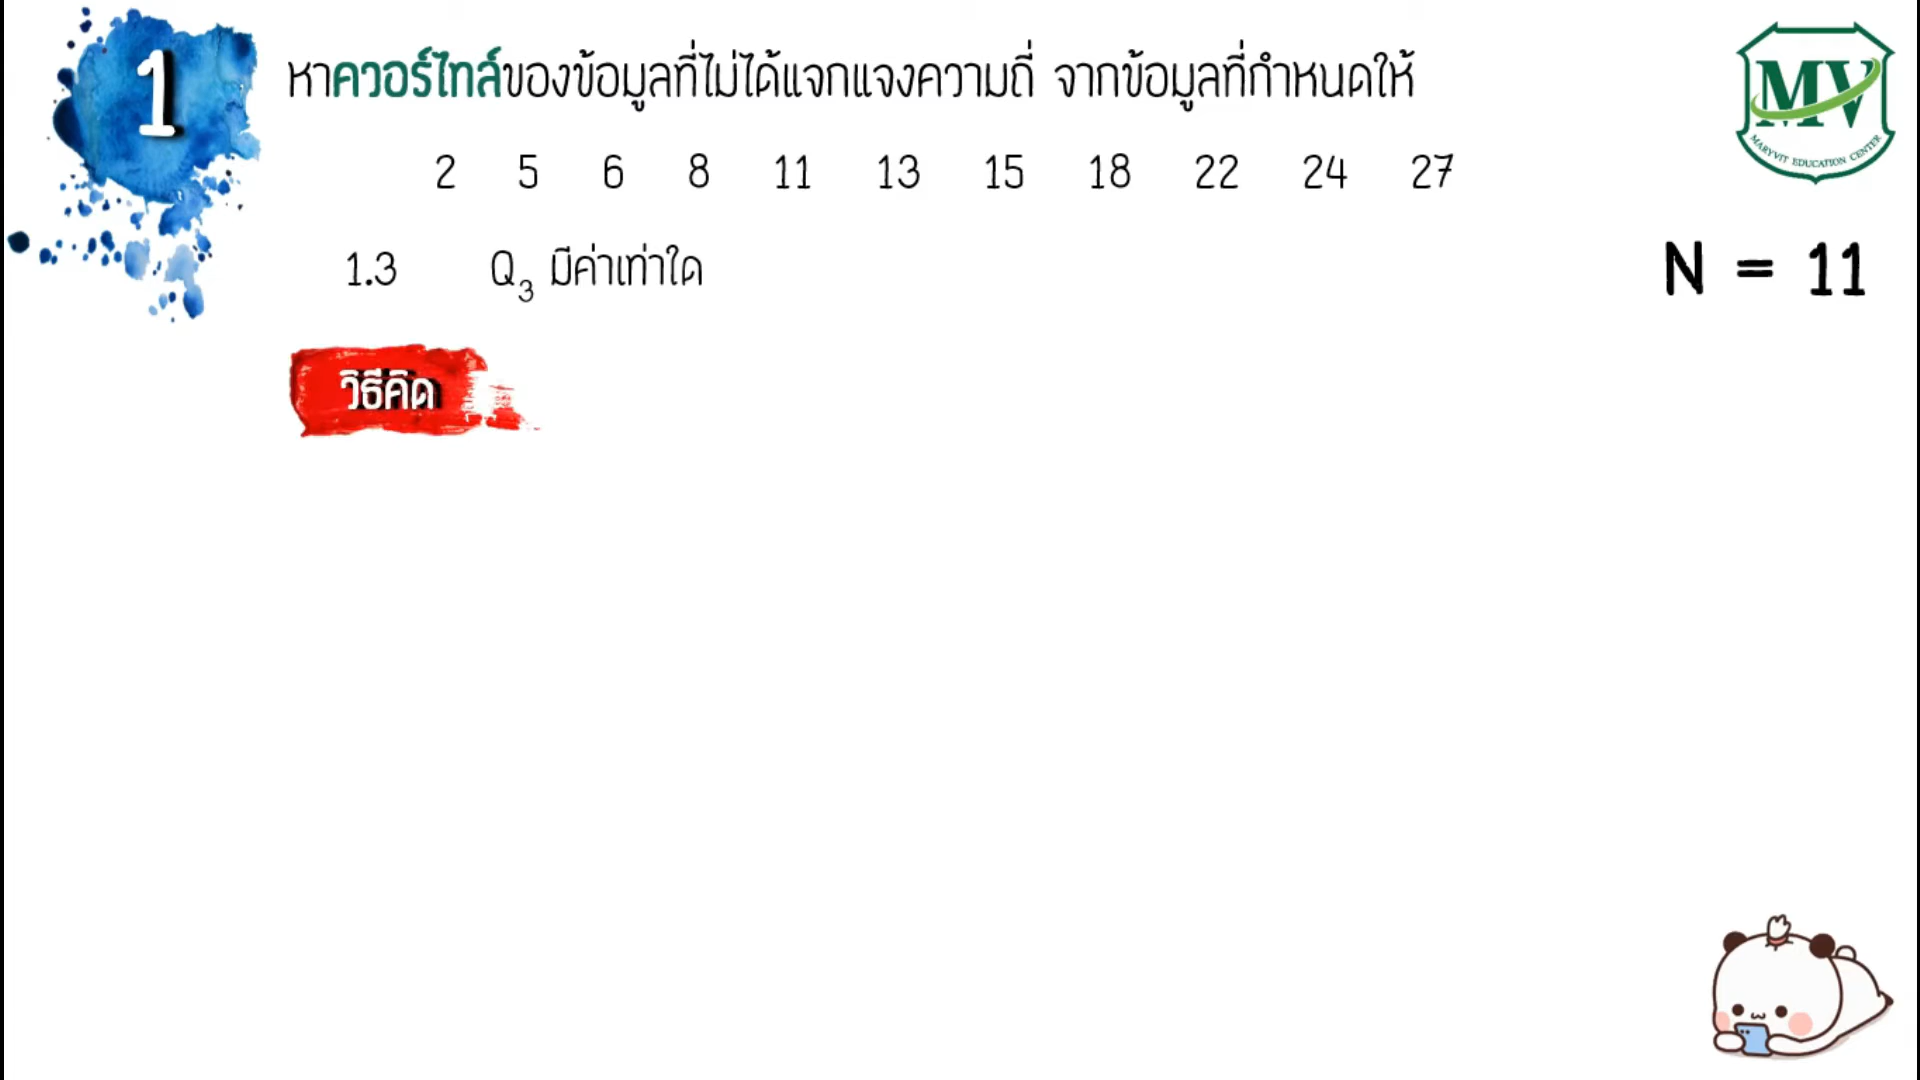 1
หาควอร์ไทล์ของข้อมูลที่ไม่ได้แจกแจงความถี่ จากข้อมูลที่กำหนดให้
2 5 6 8 11 13 15 18 22 24 27
1.3 Q₃ มีค่าเท่าใด
N = 11
วิธีคิด
MV
MARYVIT EDUCATION CENTER